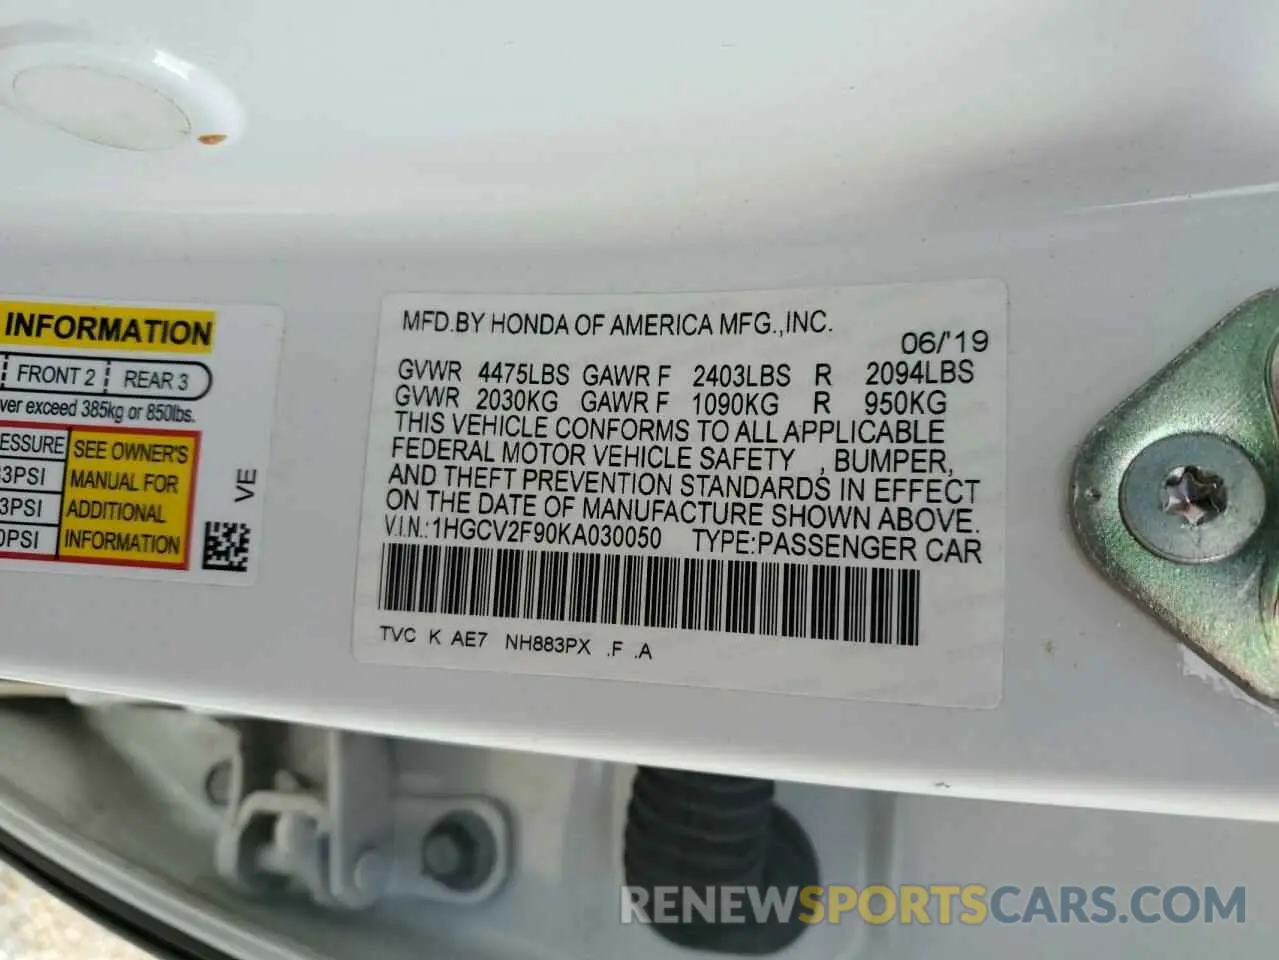 INFORMATION
FRONT 2 REAR 3
ver exceed 385kg or 850lbs.
ESSURE
3PSI
3PSI
0PSI
SEE OWNER'S
MANUAL FOR
ADDITIONAL
INFORMATION
VE
MFD.BY HONDA OF AMERICA MFG.,INC.
06/'19
GVWR 4475LBS GAWR F 2403LBS R 2094LBS
GVWR 2030KG GAWR F 1090KG R 950KG
THIS VEHICLE CONFORMS TO ALL APPLICABLE
FEDERAL MOTOR VEHICLE SAFETY , BUMPER,
AND THEFT PREVENTION STANDARDS IN EFFECT
ON THE DATE OF MANUFACTURE SHOWN ABOVE.
V.I.N.:1HGCV2F90KA030050 TYPE:PASSENGER CAR
TVC K AE7 NH883PX .F .A
RENEWSPORTSCARS.COM